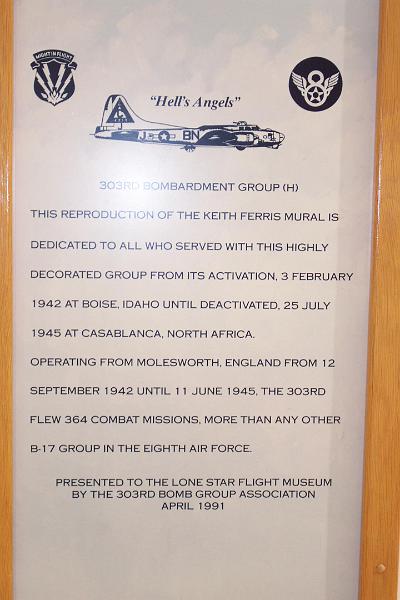 MIGHT IN FLIGHT
8
"Hell's Angels"
J BN
303RD BOMBARDMENT GROUP (H)
THIS REPRODUCTION OF THE KEITH FERRIS MURAL IS
DEDICATED TO ALL WHO SERVED WITH THIS HIGHLY
DECORATED GROUP FROM ITS ACTIVATION, 3 FEBRUARY
1942 AT BOISE, IDAHO UNTIL DEACTIVATED, 25 JULY
1945 AT CASABLANCA, NORTH AFRICA.
OPERATING FROM MOLESWORTH, ENGLAND FROM 12
SEPTEMBER 1942 UNTIL 11 JUNE 1945, THE 303RD
FLEW 364 COMBAT MISSIONS, MORE THAN ANY OTHER
B-17 GROUP IN THE EIGHTH AIR FORCE.
PRESENTED TO THE LONE STAR FLIGHT MUSEUM
BY THE 303RD BOMB GROUP ASSOCIATION
APRIL 1991